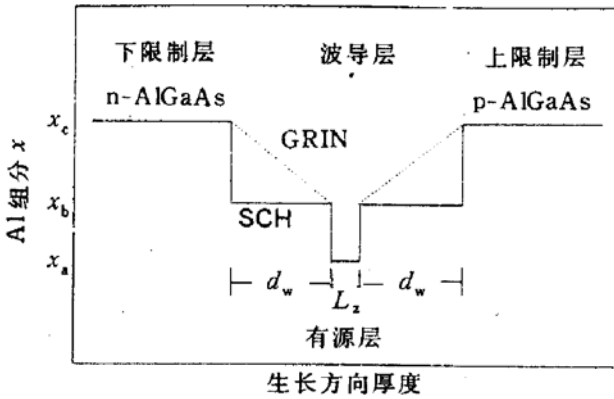 下限制层 波导层 上限制层
n-AlGaAs p-AlGaAs
x_c
GRIN
Al组分 x
x_b
SCH
x_a
d_w L_z d_w
有源层
生长方向厚度